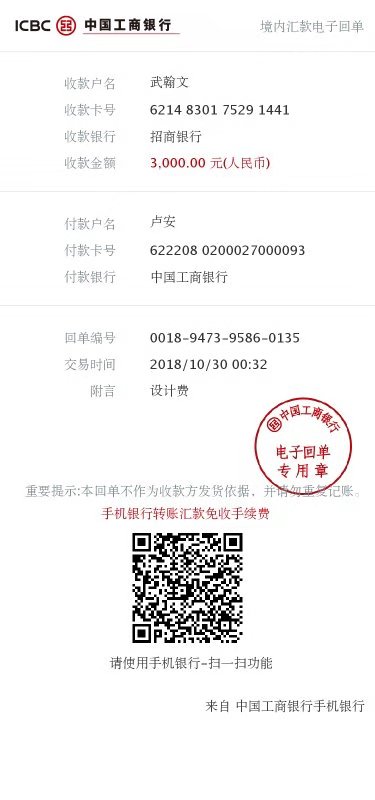 ICBC 中国工商银行 境内汇款电子回单
收款户名 武翰文
收款卡号 6214 8301 7529 1441
收款银行 招商银行
收款金额 3,000.00 元(人民币)
付款户名 卢安
付款卡号 622208 0200027000093
付款银行 中国工商银行
回单编号 0018-9473-9586-0135
交易时间 2018/10/30 00:32
附言 设计费
中国工商银行
电子回单
专用章
重要提示:本回单不作为收款方发货依据，并请勿重复记账。
手机银行转账汇款免收手续费
请使用手机银行-扫一扫功能
来自 中国工商银行手机银行